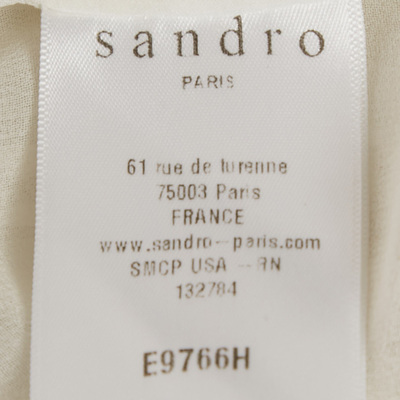 sandro
PARIS
61 rue de turenne
75003 Paris
FRANCE
www.sandro-paris.com
SMCP USA - RN
132784
E9766H